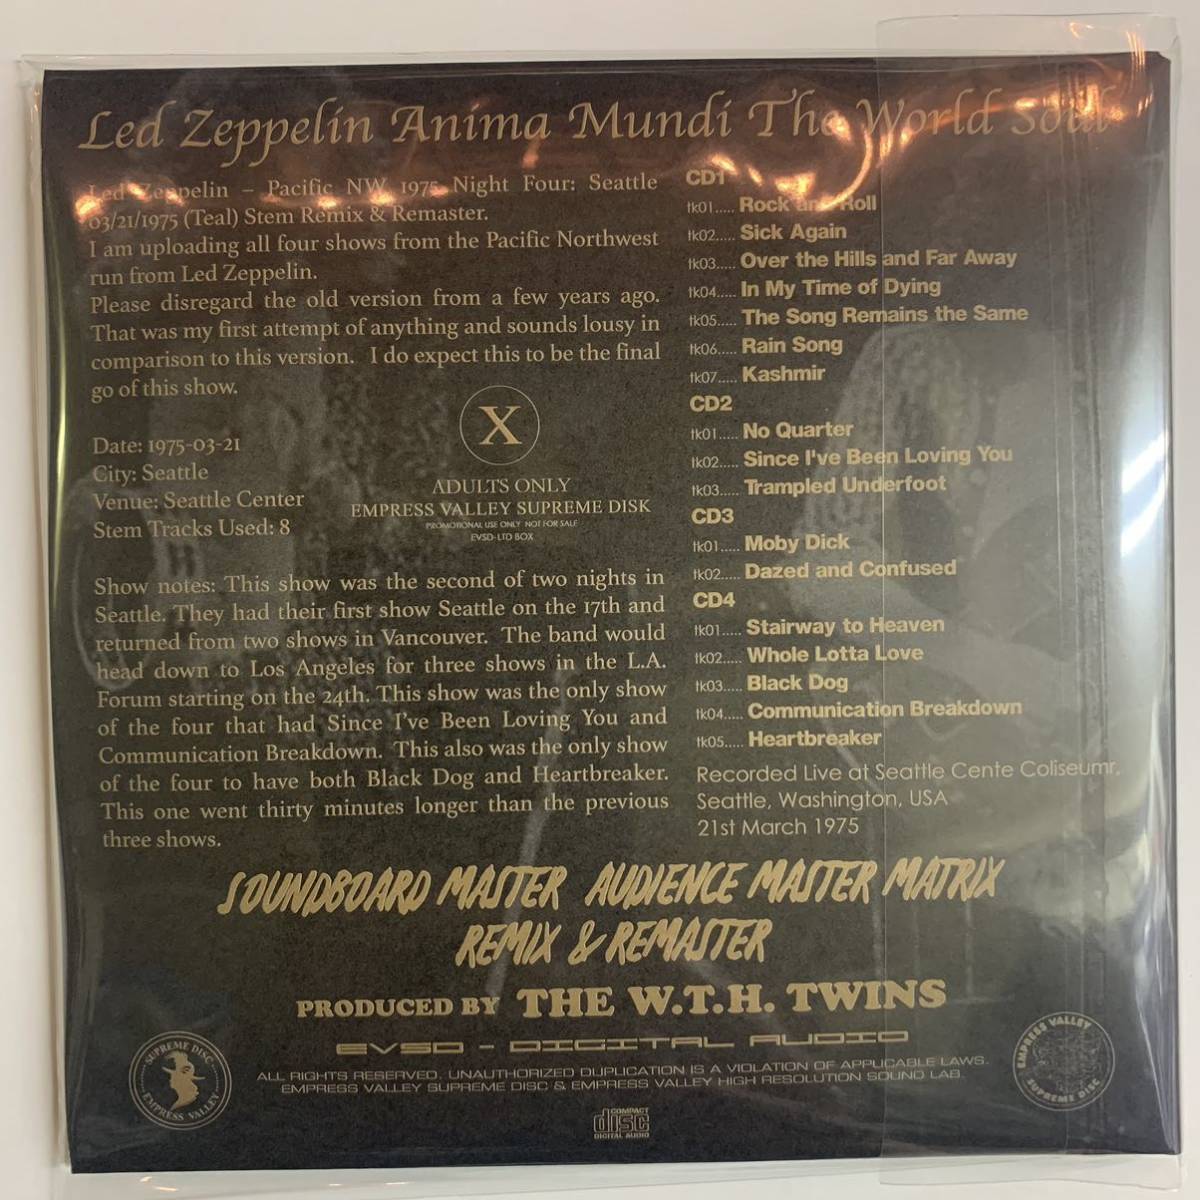 Led Zeppelin Anima Mundi The World Soul
Led Zeppelin – Pacific NW 1975 Night Four: Seattle
03/21/1975 (Teal) Stem Remix & Remaster.
I am uploading all four shows from the Pacific Northwest
run from Led Zeppelin.
Please disregard the old version from a few years ago.
That was my first attempt of anything and sounds lousy in
comparison to this version. I do expect this to be the final
go of this show.
Date: 1975-03-21
City: Seattle
Venue: Seattle Center
Stem Tracks Used: 8
X
ADULTS ONLY
EMPRESS VALLEY SUPREME DISK
PROMOTIONAL USE ONLY NOT FOR SALE
EVSD-LTD BOX
Show notes: This show was the second of two nights in
Seattle. They had their first show Seattle on the 17th and
returned from two shows in Vancouver. The band would
head down to Los Angeles for three shows in the L.A.
Forum starting on the 24th. This show was the only show
of the four that had Since I've Been Loving You and
Communication Breakdown. This also was the only show
of the four to have both Black Dog and Heartbreaker.
This one went thirty minutes longer than the previous
three shows.
CD1
tk01..... Rock and Roll
tk02..... Sick Again
tk03..... Over the Hills and Far Away
tk04..... In My Time of Dying
tk05..... The Song Remains the Same
tk06..... Rain Song
tk07..... Kashmir
CD2
tk01..... No Quarter
tk02..... Since I've Been Loving You
tk03..... Trampled Underfoot
CD3
tk01..... Moby Dick
tk02..... Dazed and Confused
CD4
tk01..... Stairway to Heaven
tk02..... Whole Lotta Love
tk03..... Black Dog
tk04..... Communication Breakdown
tk05..... Heartbreaker
Recorded Live at Seattle Cente Coliseumr,
Seattle, Washington, USA
21st March 1975
SOUNDBOARD MASTER AUDIENCE MASTER MATRIX
REMIX & REMASTER
PRODUCED BY THE W.T.H. TWINS
EVSD - DIGITAL AUDIO
ALL RIGHTS RESERVED. UNAUTHORIZED DUPLICATION IS A VIOLATION OF APPLICABLE LAWS.
EMPRESS VALLEY SUPREME DISC & EMPRESS VALLEY HIGH RESOLUTION SOUND LAB.
SUPREME DISC
EMPRESS VALLEY
EMPRESS VALLEY
SUPREME DISC
COMPACT
disc
DIGITAL AUDIO